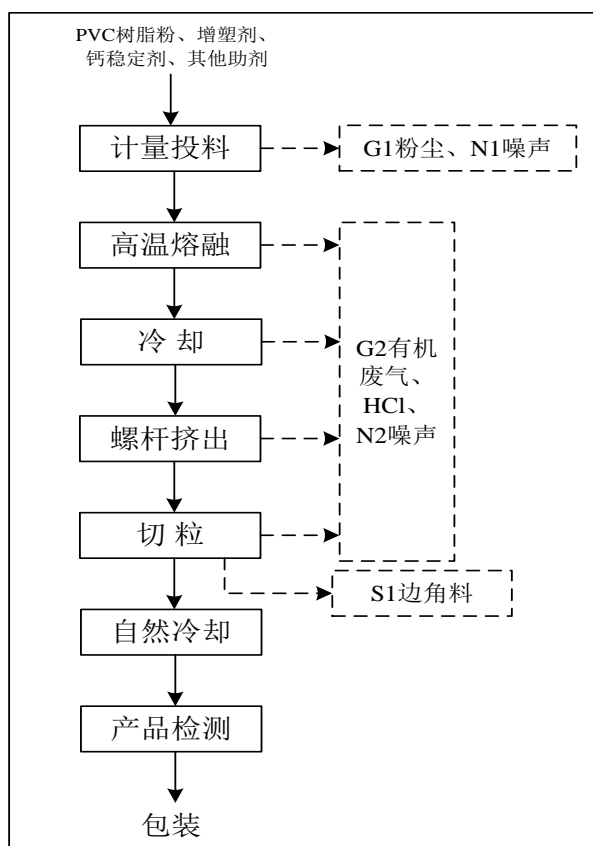 PVC树脂粉、增塑剂、
钙稳定剂、其他助剂
计量投料
G1粉尘、N1噪声
高温熔融
冷 却
G2有机
废气、
HCl、
N2噪声
螺杆挤出
切 粒
S1边角料
自然冷却
产品检测
包装